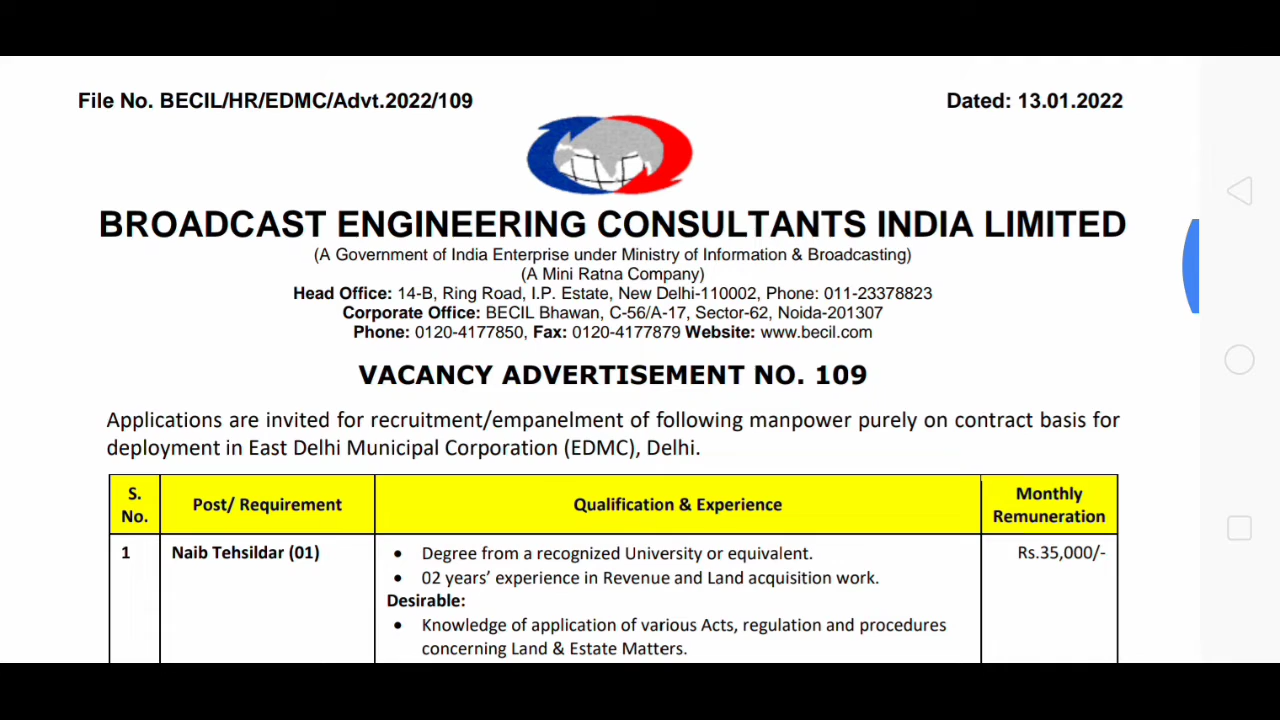 File No. BECIL/HR/EDMC/Advt.2022/109 Dated: 13.01.2022
BROADCAST ENGINEERING CONSULTANTS INDIA LIMITED
(A Government of India Enterprise under Ministry of Information & Broadcasting)
(A Mini Ratna Company)
Head Office: 14-B, Ring Road, I.P. Estate, New Delhi-110002, Phone: 011-23378823
Corporate Office: BECIL Bhawan, C-56/A-17, Sector-62, Noida-201307
Phone: 0120-4177850, Fax: 0120-4177879 Website: www.becil.com
VACANCY ADVERTISEMENT NO. 109
Applications are invited for recruitment/empanelment of following manpower purely on contract basis for
deployment in East Delhi Municipal Corporation (EDMC), Delhi.
S. No. Post/ Requirement Qualification & Experience Monthly Remuneration
1 Naib Tehsildar (01) • Degree from a recognized University or equivalent. Rs.35,000/-
• 02 years’ experience in Revenue and Land acquisition work.
Desirable:
• Knowledge of application of various Acts, regulation and procedures
concerning Land & Estate Matters.